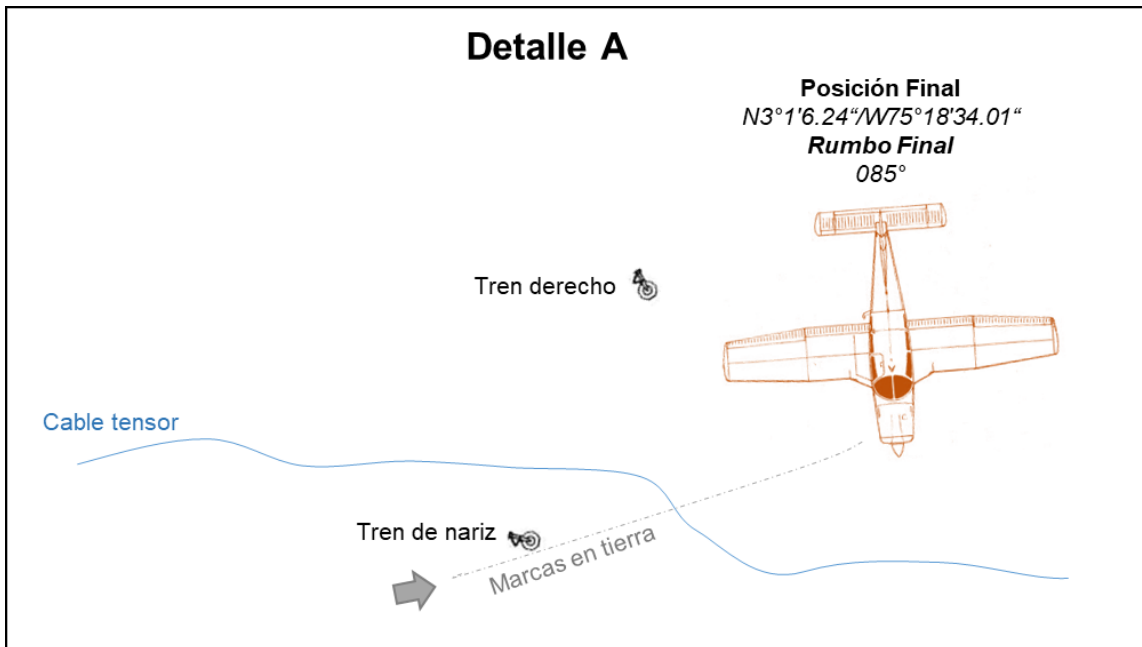 Detalle A
Posición Final
N3°1'6.24“/W75°18'34.01“
Rumbo Final
085°
Tren derecho
Cable tensor
Tren de nariz
Marcas en tierra